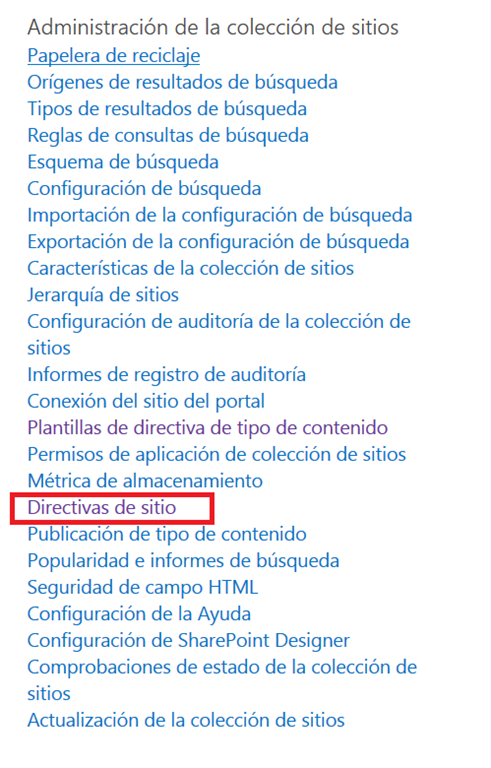 Administración de la colección de sitios
Papelera de reciclaje
Orígenes de resultados de búsqueda
Tipos de resultados de búsqueda
Reglas de consultas de búsqueda
Esquema de búsqueda
Configuración de búsqueda
Importación de la configuración de búsqueda
Exportación de la configuración de búsqueda
Características de la colección de sitios
Jerarquía de sitios
Configuración de auditoría de la colección de
sitios
Informes de registro de auditoría
Conexión del sitio del portal
Plantillas de directiva de tipo de contenido
Permisos de aplicación de colección de sitios
Métrica de almacenamiento
Directivas de sitio
Publicación de tipo de contenido
Popularidad e informes de búsqueda
Seguridad de campo HTML
Configuración de la Ayuda
Configuración de SharePoint Designer
Comprobaciones de estado de la colección de
sitios
Actualización de la colección de sitios